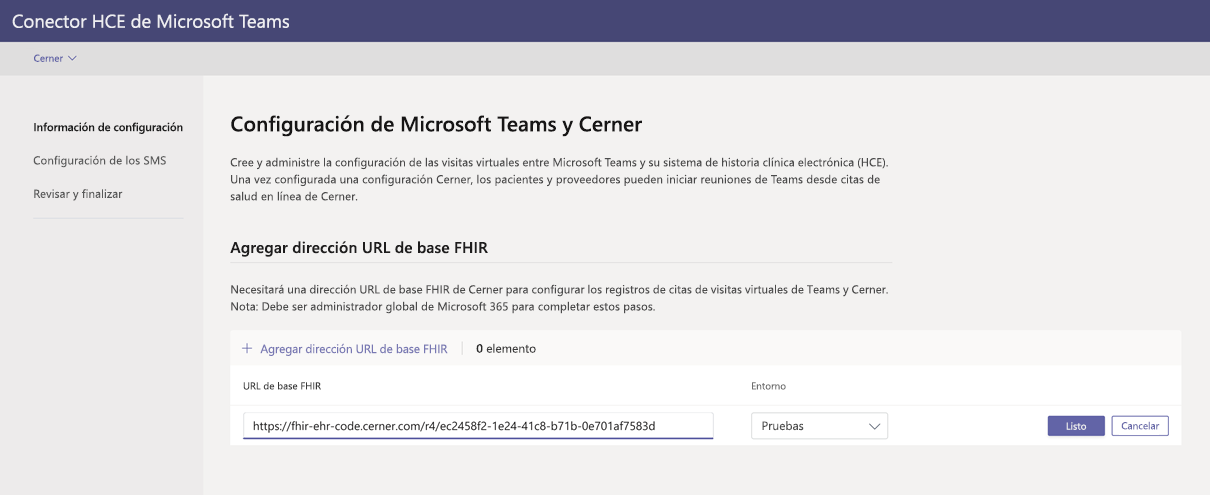 Conector HCE de Microsoft Teams
Cerner
Información de configuración
Configuración de los SMS
Revisar y finalizar
Configuración de Microsoft Teams y Cerner
Cree y administre la configuración de las visitas virtuales entre Microsoft Teams y su sistema de historia clínica electrónica (HCE).
Una vez configurada una configuración Cerner, los pacientes y proveedores pueden iniciar reuniones de Teams desde citas de
salud en línea de Cerner.
Agregar dirección URL de base FHIR
Necesitará una dirección URL de base FHIR de Cerner para configurar los registros de citas de visitas virtuales de Teams y Cerner.
Nota: Debe ser administrador global de Microsoft 365 para completar estos pasos.
+ Agregar dirección URL de base FHIR 0 elemento
URL de base FHIR Entorno
https://fhir-ehr-code.cerner.com/r4/ec2458f2-1e24-41c8-b71b-0e701af7583d Pruebas Listo Cancelar